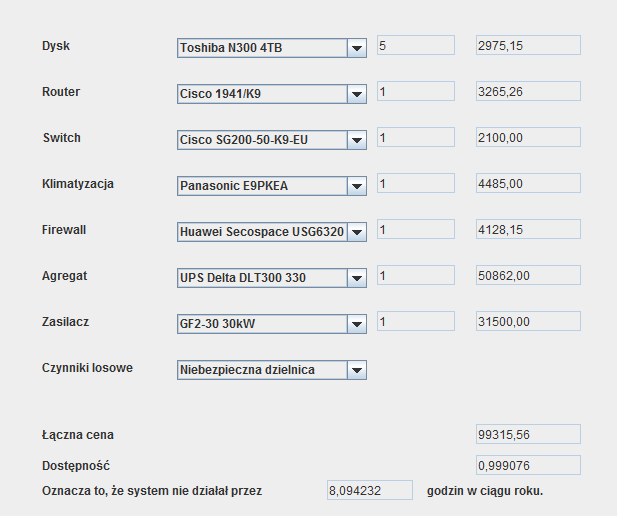 Dysk Toshiba N300 4TB 5 2975,15
Router Cisco 1941/K9 1 3265,26
Switch Cisco SG200-50-K9-EU 1 2100,00
Klimatyzacja Panasonic E9PKEA 1 4485,00
Firewall Huawei Secospace USG6320 1 4128,15
Agregat UPS Delta DLT300 330 1 50862,00
Zasilacz GF2-30 30kW 1 31500,00
Czynniki losowe Niebezpieczna dzielnica
Łączna cena 99315,56
Dostępność 0,999076
Oznacza to, że system nie działał przez 8,094232 godzin w ciągu roku.